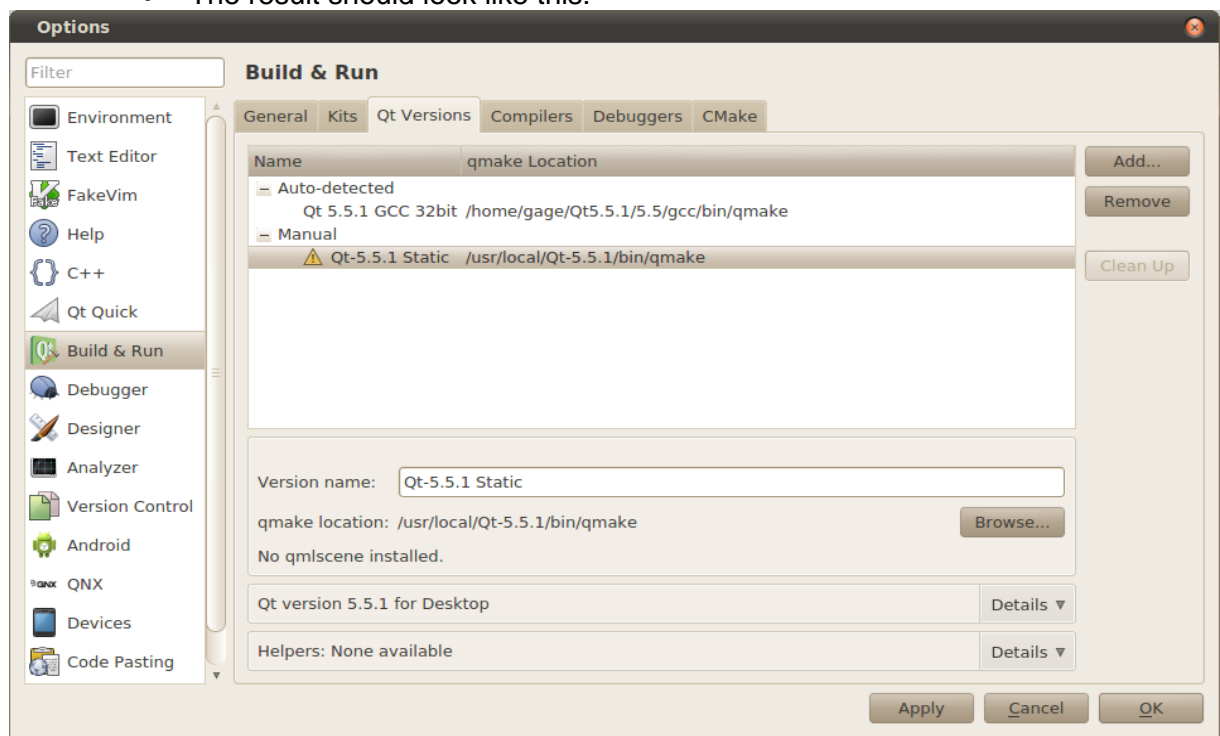 The result should look like this:
Options
Filter
Build & Run
Environment
Text Editor
FakeVim
Help
C++
Qt Quick
Build & Run
Debugger
Designer
Analyzer
Version Control
Android
QNX
Devices
Code Pasting
General Kits Qt Versions Compilers Debuggers CMake
Name qmake Location
Auto-detected
Qt 5.5.1 GCC 32bit /home/gage/Qt5.5.1/5.5/gcc/bin/qmake
Manual
Qt-5.5.1 Static /usr/local/Qt-5.5.1/bin/qmake
Add...
Remove
Clean Up
Version name: Qt-5.5.1 Static
qmake location: /usr/local/Qt-5.5.1/bin/qmake Browse...
No qmlscene installed.
Qt version 5.5.1 for Desktop Details
Helpers: None available Details
Apply Cancel OK